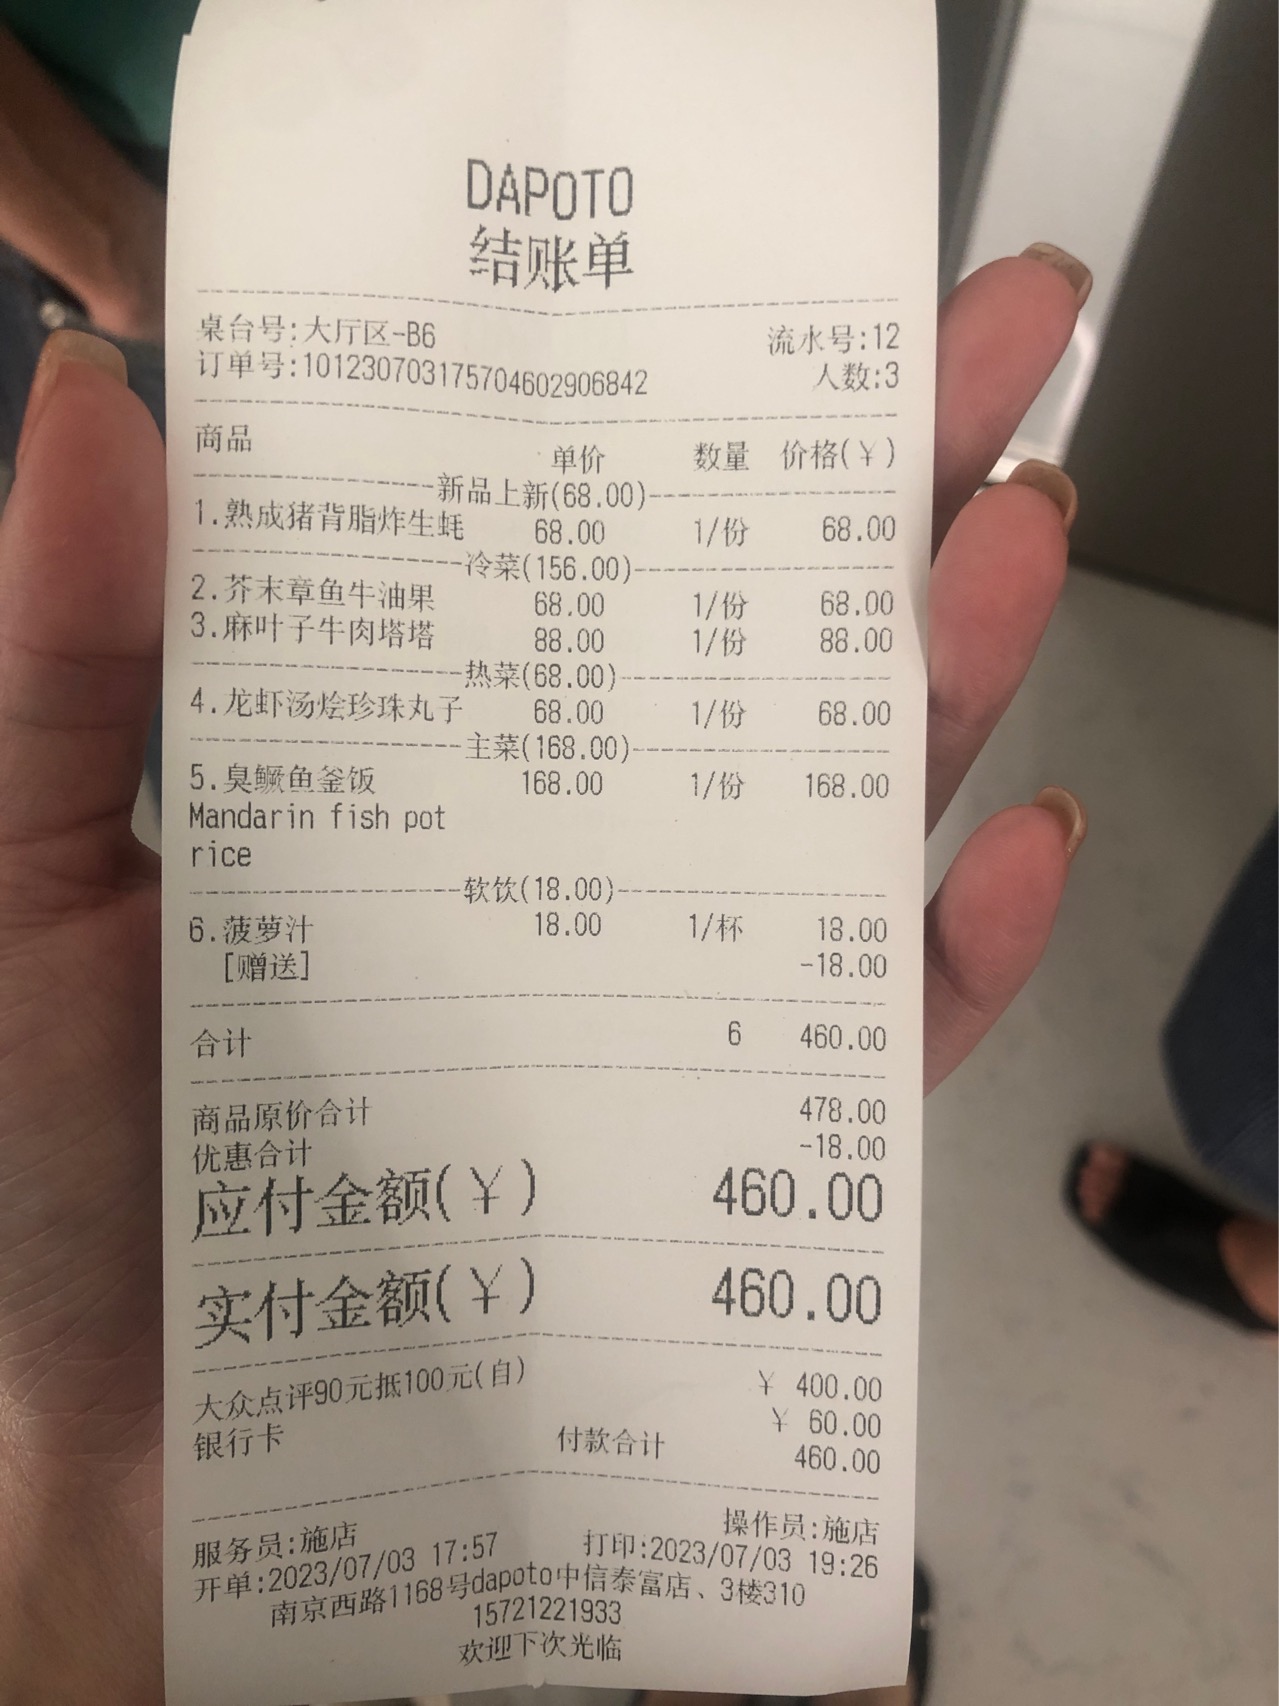 DAPOTO
结账单
桌台号:大厅区-B6 流水号:12
订单号:101230703175704602906842 人数:3
商品 单价 数量 价格(¥)
新品上新(68.00)
1.熟成猪背脂炸生蚝 68.00 1/份 68.00
冷菜(156.00)
2.芥末章鱼牛油果 68.00 1/份 68.00
3.麻叶子牛肉塔塔 88.00 1/份 88.00
热菜(68.00)
4.龙虾汤烩珍珠丸子 68.00 1/份 68.00
主菜(168.00)
5.臭鳜鱼釜饭 168.00 1/份 168.00
Mandarin fish pot
rice
软饮(18.00)
6.菠萝汁 18.00 1/杯 18.00
[赠送] -18.00
合计 6 460.00
商品原价合计 478.00
优惠合计 -18.00
应付金额(¥) 460.00
实付金额(¥) 460.00
大众点评90元抵100元(自) ¥ 400.00
银行卡 ¥ 60.00
付款合计 460.00
服务员:施店 操作员:施店
开单:2023/07/03 17:57 打印:2023/07/03 19:26
南京西路1168号dapoto中信泰富店、3楼310
15721221933
欢迎下次光临